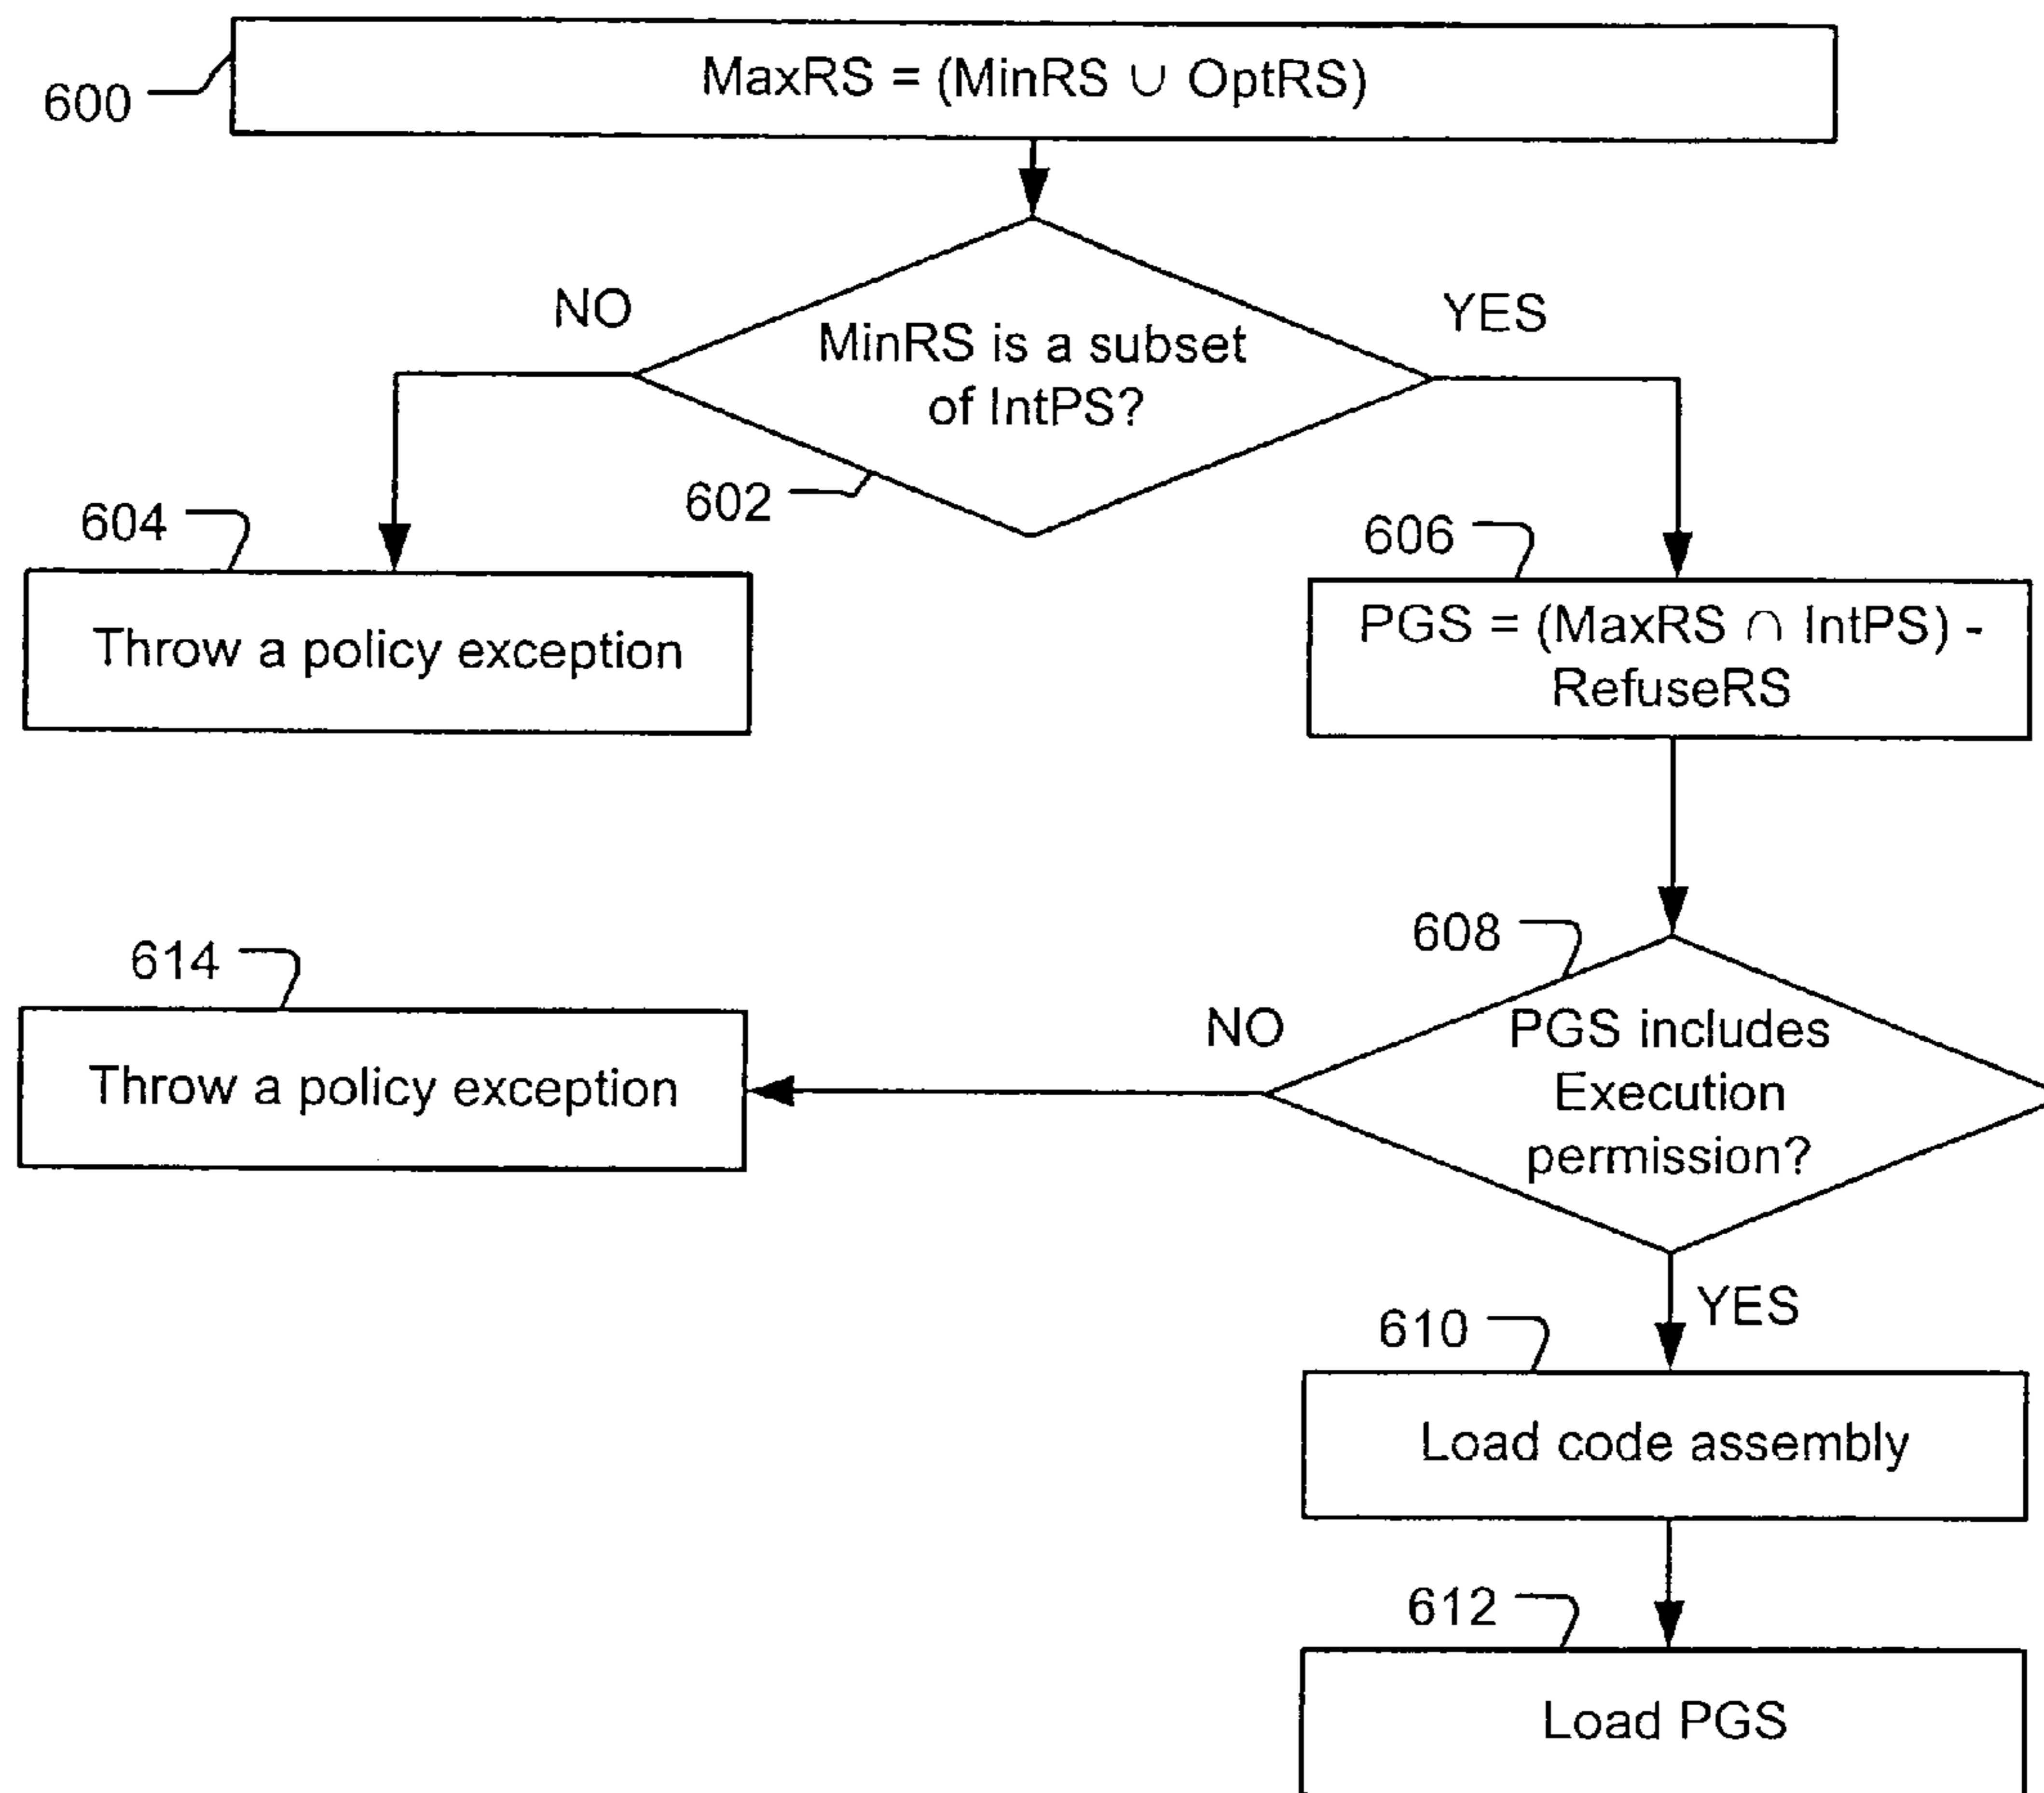 600
MaxRS = (MinRS ∪ OptRS)
NO
YES
MinRS is a subset
of IntPS?
602
604
Throw a policy exception
606
PGS = (MaxRS ∩ IntPS) -
RefuseRS
608
614
NO
PGS includes
Execution
permission?
Throw a policy exception
YES
610
Load code assembly
612
Load PGS